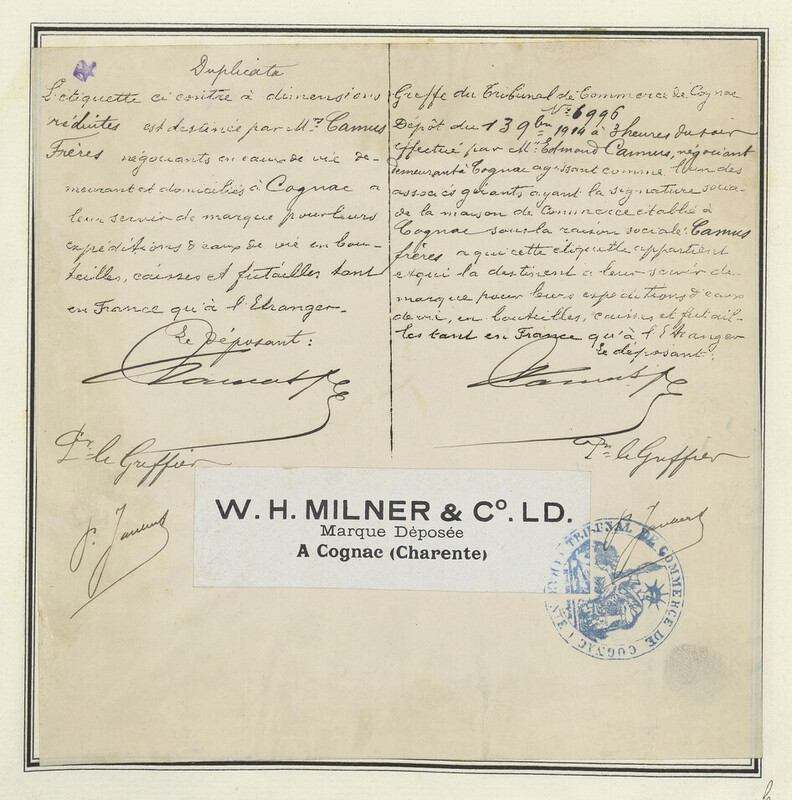 Duplicata
L'étiquette ci contre à dimensions
réduites est destinée par Mrs Camus
Frères négociants en eaux de vie de-
meurant et domiciliés à Cognac a
leur servir de marque pour leurs
expéditions d'eaux de vie en bou-
teilles, caisses et futailles tant
en France qu'à l'Etranger.
Le déposant:
Pr le Greffier
Greffe du Tribunal de Commerce de Cognac
No 6996
Dépôt du 13 9bre 1914 à 3 heures du soir
effectué par Mr Edmond Camus, négociant
demeurant à Cognac agissant comme l'un des
associés gérants ayant la signature socia-
de la maison de Commerce établie à
Cognac sous la raison sociale: Camus
frères a qui cette étiquette appartient
et qui la destinent a leur servir de
marque pour leurs expéditions d'eaux
de vie, en bouteilles, caisses et futail-
les tant en France qu'à l'Etranger
Le déposant:
Pr le Greffier
W. H. MILNER & Co. LD.
Marque Déposée
A Cognac (Charente)
TRIBUNAL DE COMMERCE DE COGNAC